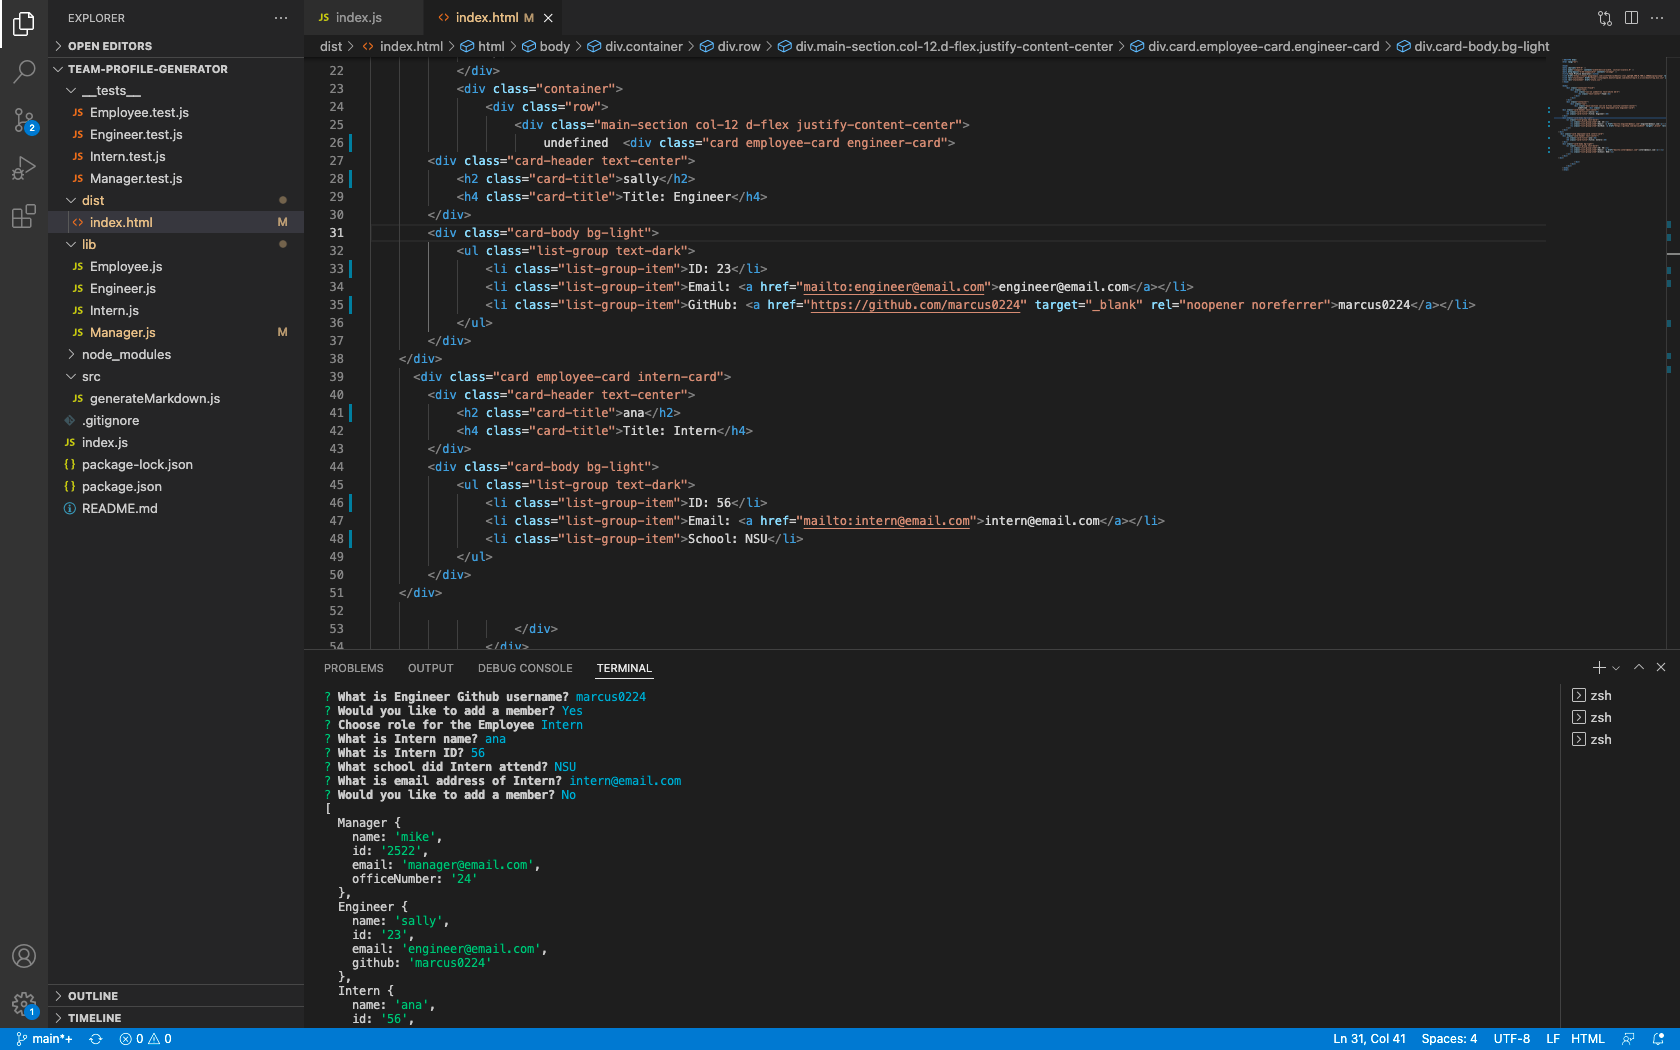 EXPLORER
OPEN EDITORS
TEAM-PROFILE-GENERATOR
__tests__
JS Employee.test.js
JS Engineer.test.js
JS Intern.test.js
JS Manager.test.js
dist
<> index.html M
lib
JS Employee.js
JS Engineer.js
JS Intern.js
JS Manager.js M
node_modules
src
JS generateMarkdown.js
.gitignore
JS index.js
{} package-lock.json
{} package.json
README.md
OUTLINE
TIMELINE
2
1
JS index.js
<> index.html M
dist > <> index.html > html > body > div.container > div.row > div.main-section.col-12.d-flex.justify-content-center > div.card.employee-card.engineer-card > div.card-body.bg-light
22 </div>
23 <div class="container">
24 <div class="row">
25 <div class="main-section col-12 d-flex justify-content-center">
26 undefined <div class="card employee-card engineer-card">
27 <div class="card-header text-center">
28 <h2 class="card-title">sally</h2>
29 <h4 class="card-title">Title: Engineer</h4>
30 </div>
31 <div class="card-body bg-light">
32 <ul class="list-group text-dark">
33 <li class="list-group-item">ID: 23</li>
34 <li class="list-group-item">Email: <a href="mailto:engineer@email.com">engineer@email.com</a></li>
35 <li class="list-group-item">GitHub: <a href="https://github.com/marcus0224" target="_blank" rel="noopener noreferrer">marcus0224</a></li>
36 </ul>
37 </div>
38 </div>
39 <div class="card employee-card intern-card">
40 <div class="card-header text-center">
41 <h2 class="card-title">ana</h2>
42 <h4 class="card-title">Title: Intern</h4>
43 </div>
44 <div class="card-body bg-light">
45 <ul class="list-group text-dark">
46 <li class="list-group-item">ID: 56</li>
47 <li class="list-group-item">Email: <a href="mailto:intern@email.com">intern@email.com</a></li>
48 <li class="list-group-item">School: NSU</li>
49 </ul>
50 </div>
51 </div>
52
53 </div>
54 </div>
PROBLEMS OUTPUT DEBUG CONSOLE TERMINAL
? What is Engineer Github username? marcus0224
? Would you like to add a member? Yes
? Choose role for the Employee Intern
? What is Intern name? ana
? What is Intern ID? 56
? What school did Intern attend? NSU
? What is email address of Intern? intern@email.com
? Would you like to add a member? No
[
Manager {
name: 'mike',
id: '2522',
email: 'manager@email.com',
officeNumber: '24'
},
Engineer {
name: 'sally',
id: '23',
email: 'engineer@email.com',
github: 'marcus0224'
},
Intern {
name: 'ana',
id: '56',
zsh
zsh
zsh
main*+ 0 0
Ln 31, Col 41 Spaces: 4 UTF-8 LF HTML